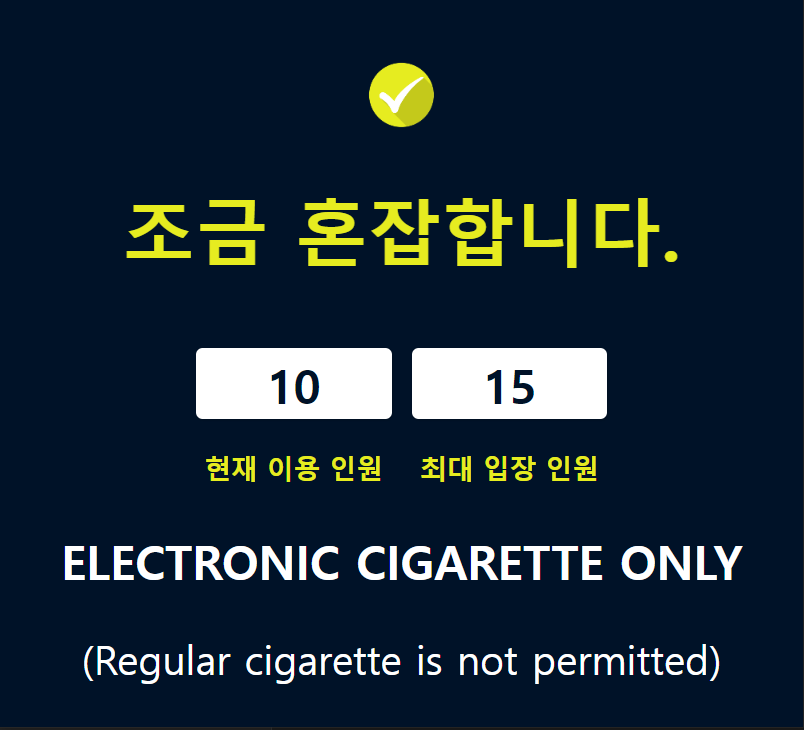 조금 혼잡합니다.
10 15
현재 이용 인원 최대 입장 인원
ELECTRONIC CIGARETTE ONLY
(Regular cigarette is not permitted)